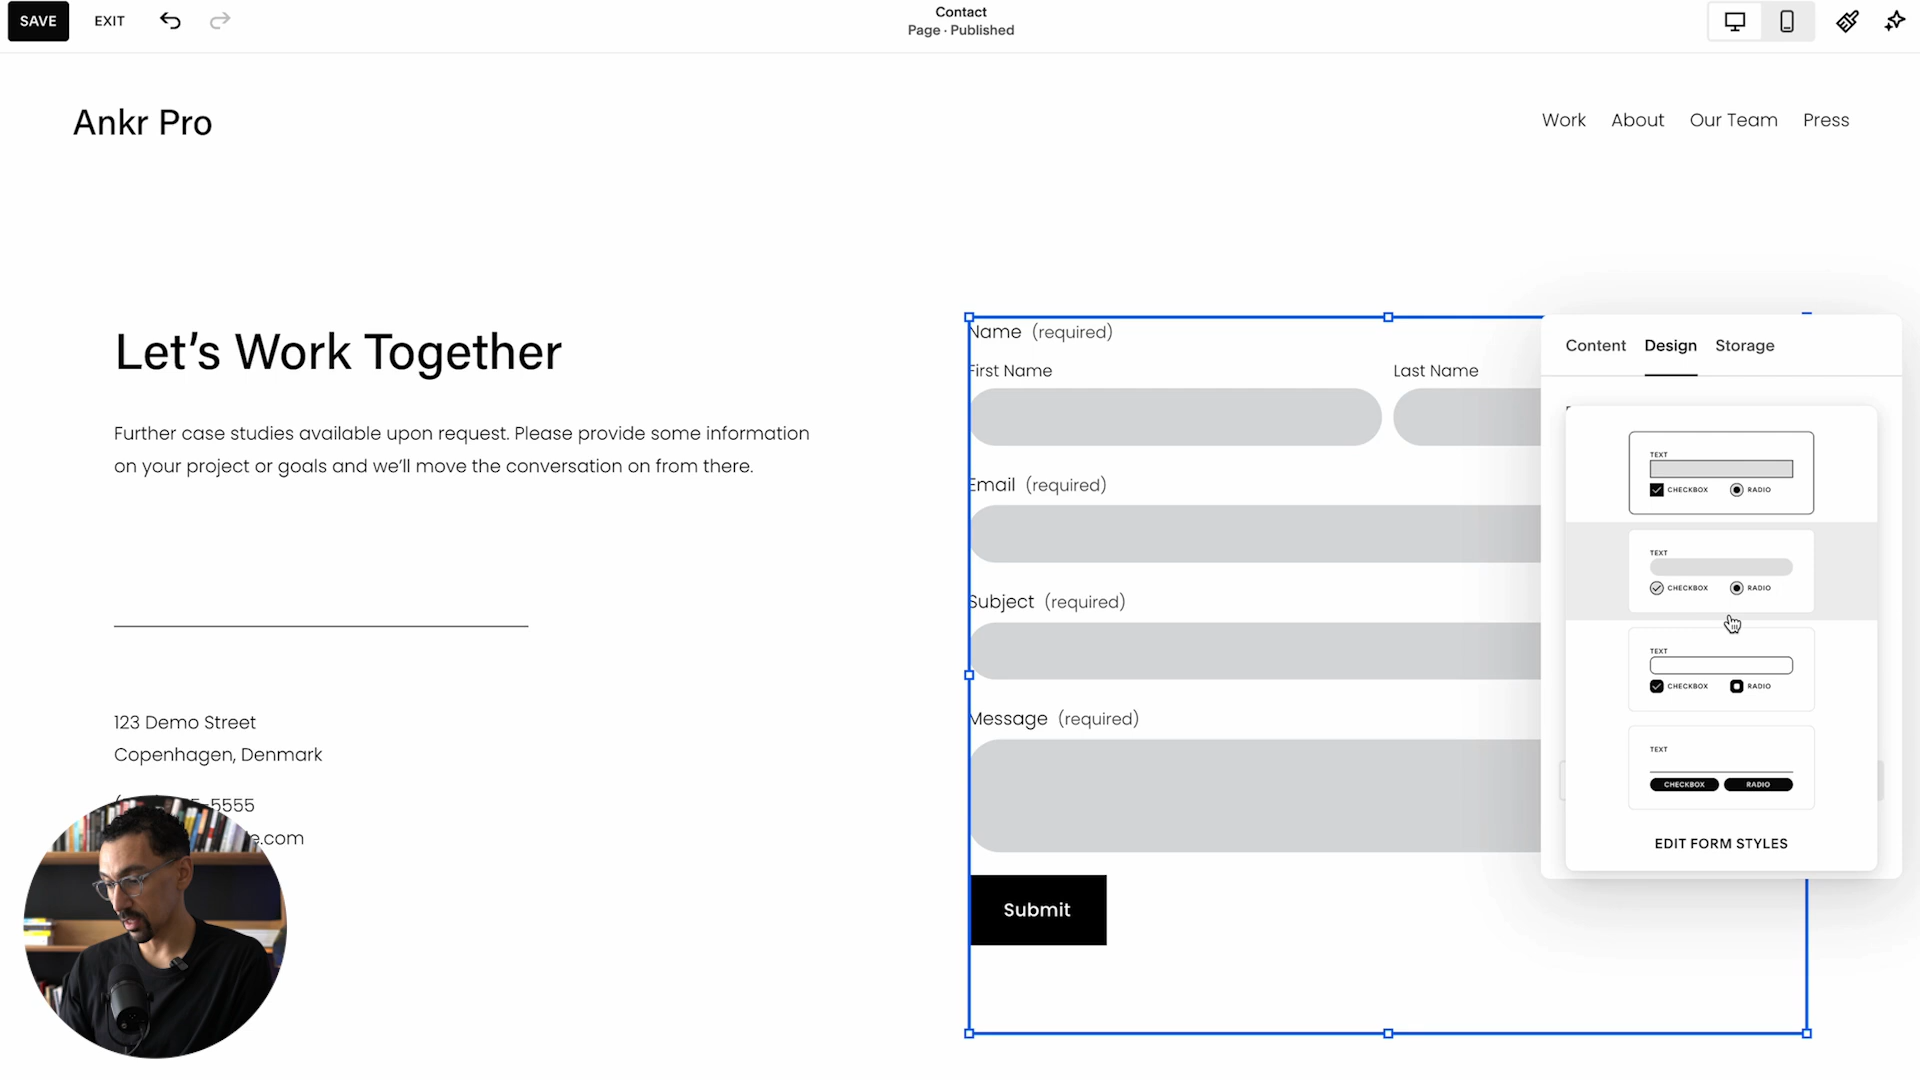 SAVE
EXIT
Contact
Page · Published
Ankr Pro
Work
About
Our Team
Press
Let’s Work Together
Further case studies available upon request. Please provide some information
on your project or goals and we’ll move the conversation on from there.
123 Demo Street
Copenhagen, Denmark
-5555
.com
Name (required)
First Name
Last Name
Email (required)
Subject (required)
Message (required)
Submit
Content
Design
Storage
TEXT
CHECKBOX
RADIO
TEXT
CHECKBOX
RADIO
TEXT
CHECKBOX
RADIO
TEXT
CHECKBOX
RADIO
EDIT FORM STYLES